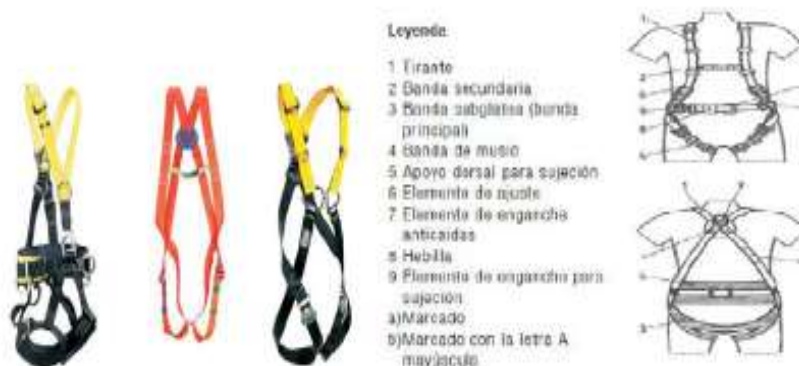 Leyenda
1 Tirante
2 Banda secundaria
3 Banda subglútea (banda
principal)
4 Banda de muslo
5 Apoyo dorsal para sujeción
6 Elemento de ajuste
7 Elemento de enganche
anticaídas
8 Hebilla
9 Elemento de enganche para
sujeción
a)Marcado
b)Marcado con la letra A
mayúscula